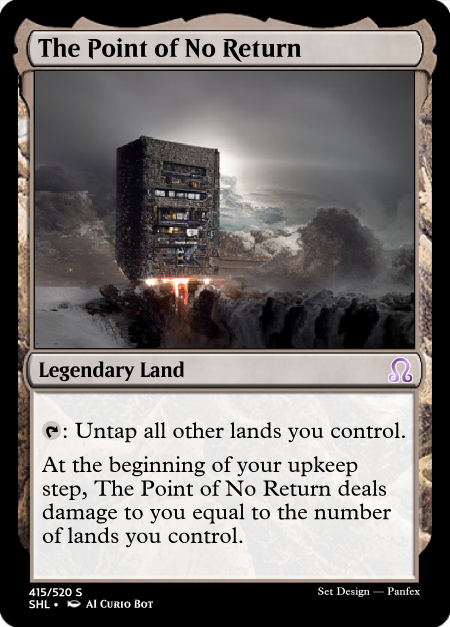 The Point of No Return
Legendary Land
: Untap all other lands you control.
At the beginning of your upkeep
step, The Point of No Return deals
damage to you equal to the number
of lands you control.
415/520 S
Set Design — Panfex
SHL • AI Curio Bot